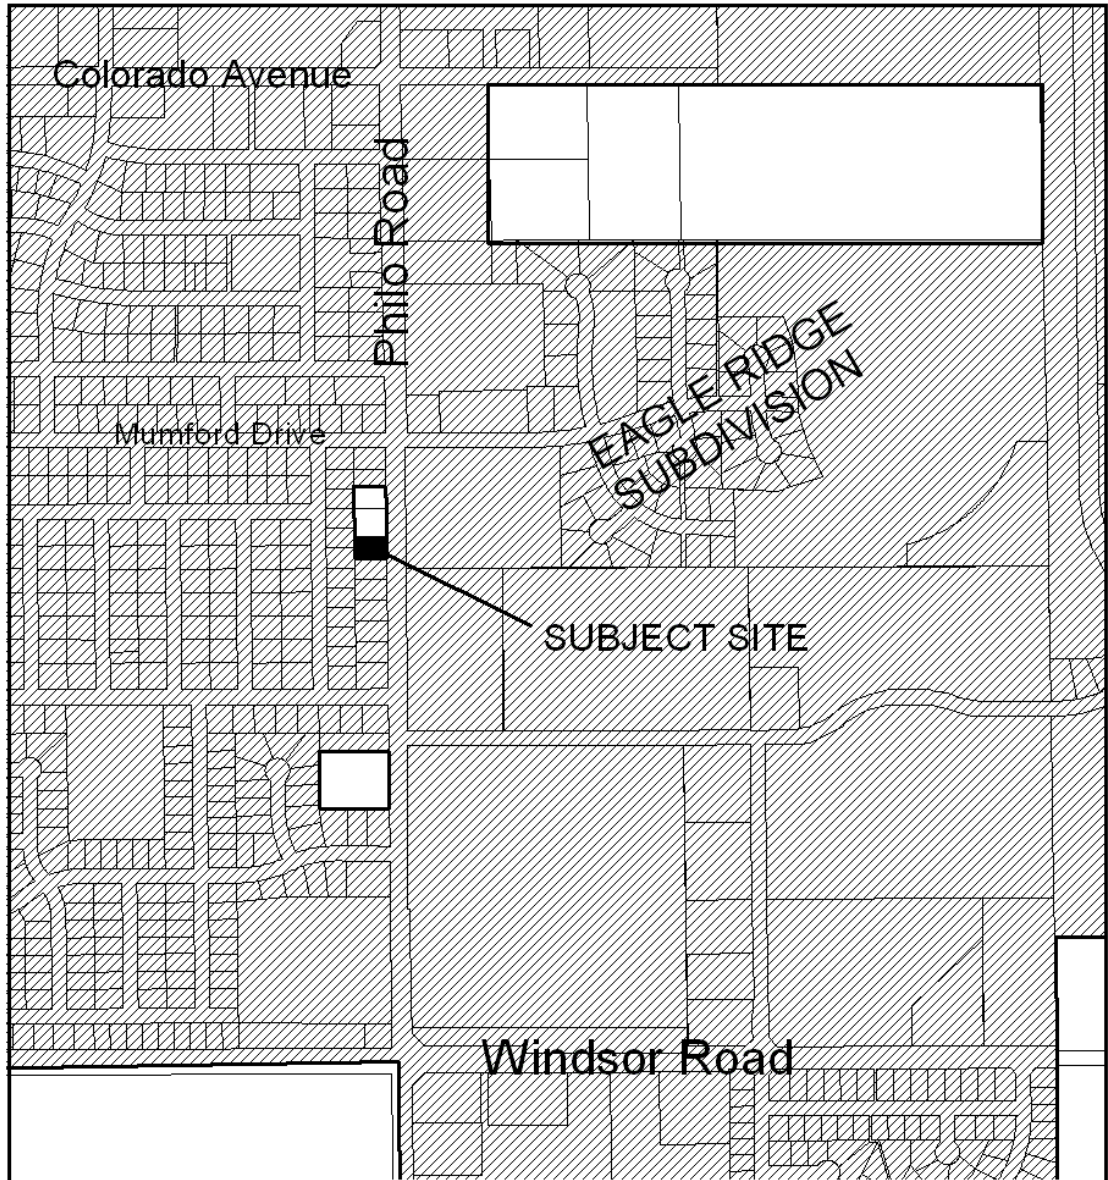 Colorado Avenue
Philo Road
EAGLE RIDGE
SUBDIVISION
Mumford Drive
SUBJECT SITE
Windsor Road